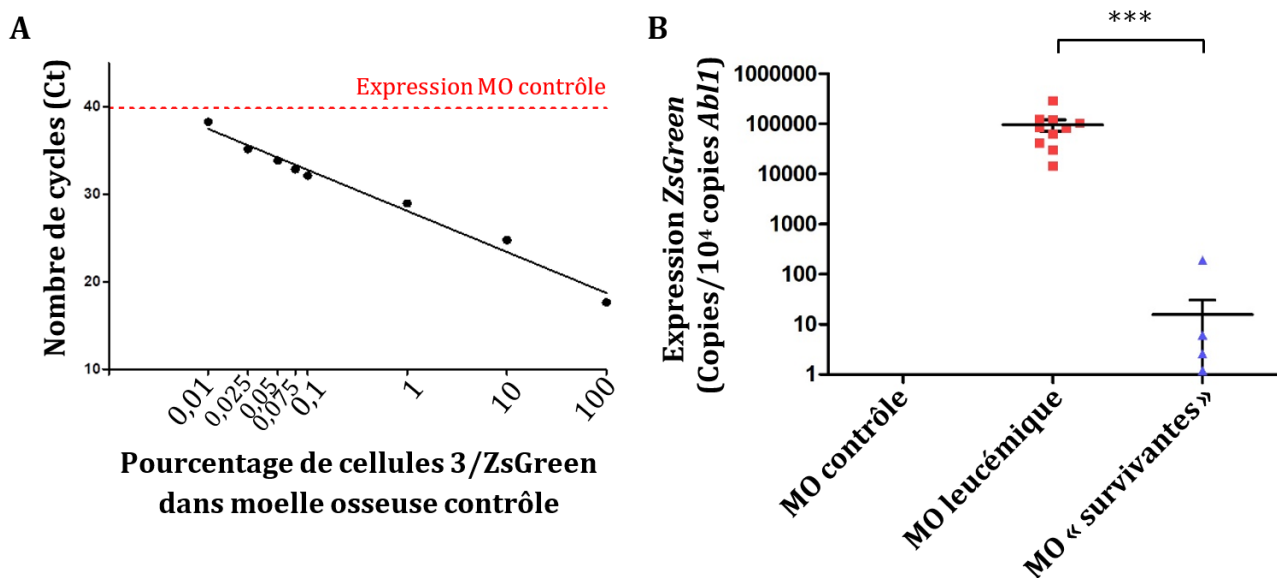 A
Nombre de cycles (Ct)
Expression MO contrôle
40
30
20
10
0,01
0,025
0,05
0,075
0,1
1
10
100
Pourcentage de cellules 3/ZsGreen
dans moelle osseuse contrôle
B
***
Expression ZsGreen
(Copies/10⁴ copies Abl1)
1000000
100000
10000
1000
100
10
1
MO contrôle
MO leucémique
MO « survivantes »